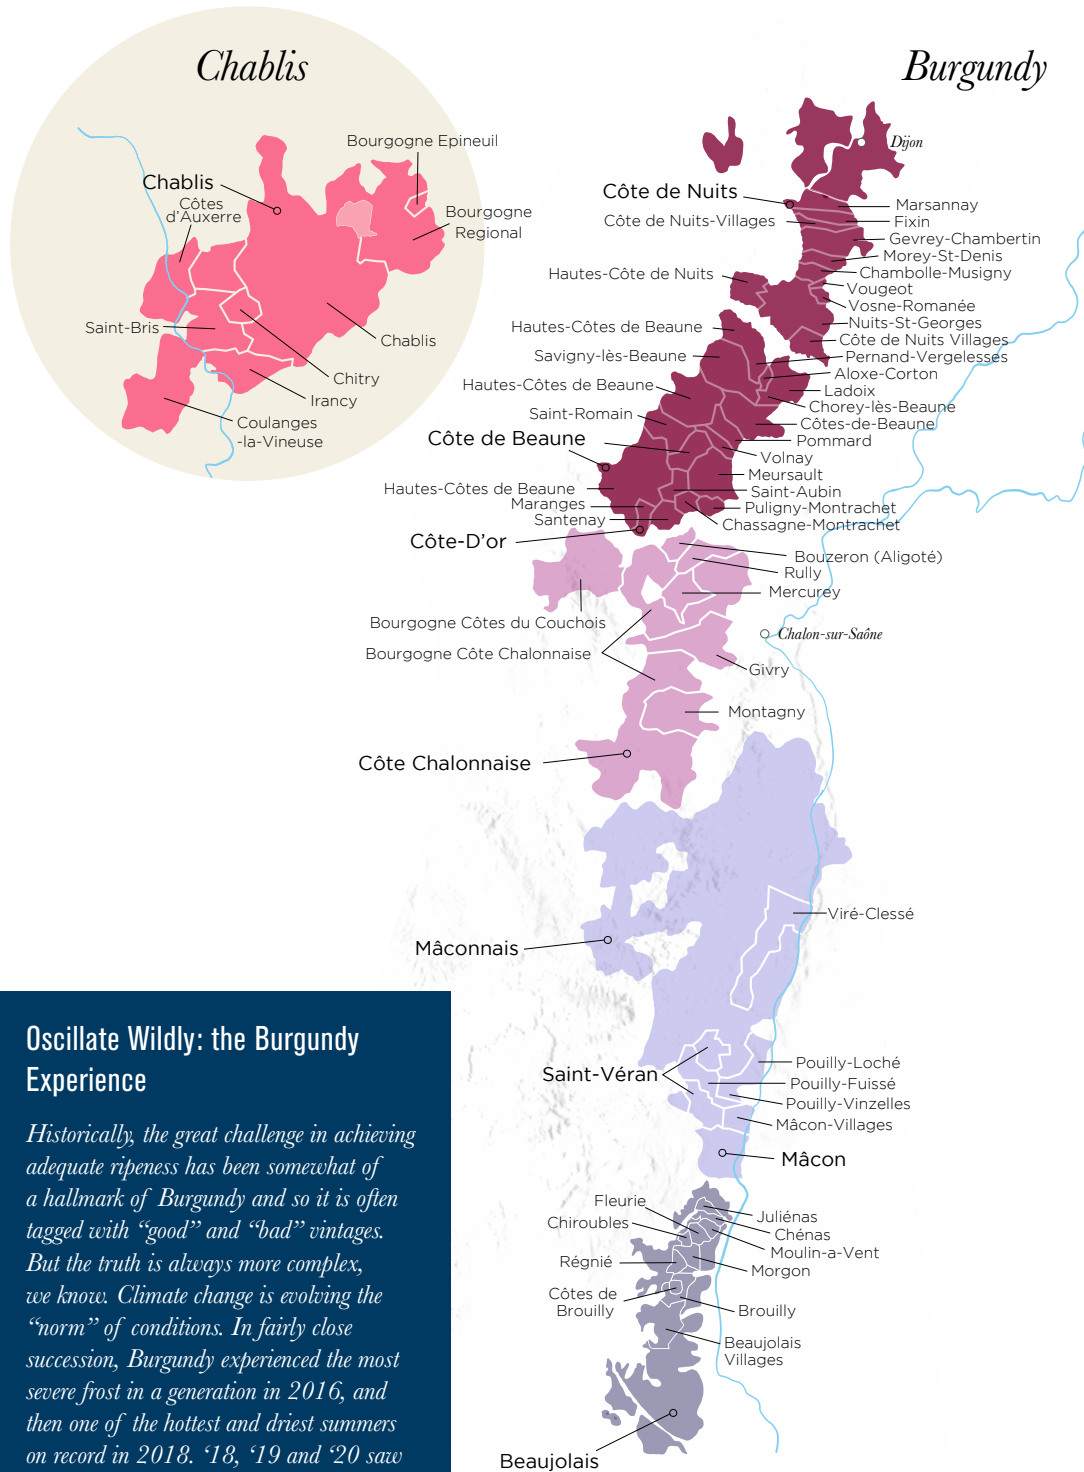 Chablis
Burgundy
Bourgogne Epineuil
Chablis
Côtes
d’Auxerre
Bourgogne
Regional
Saint-Bris
Chablis
Chitry
Irancy
Coulanges
-la-Vineuse
Dijon
Côte de Nuits
Marsannay
Côte de Nuits-Villages
Fixin
Gevrey-Chambertin
Morey-St-Denis
Hautes-Côte de Nuits
Chambolle-Musigny
Vougeot
Vosne-Romanée
Nuits-St-Georges
Hautes-Côtes de Beaune
Côte de Nuits Villages
Savigny-lès-Beaune
Pernand-Vergelesses
Aloxe-Corton
Hautes-Côtes de Beaune
Ladoix
Chorey-lès-Beaune
Saint-Romain
Côtes-de-Beaune
Côte de Beaune
Pommard
Volnay
Meursault
Hautes-Côtes de Beaune
Saint-Aubin
Maranges
Puligny-Montrachet
Santenay
Chassagne-Montrachet
Côte-D’or
Bouzeron (Aligoté)
Rully
Mercurey
Bourgogne Côtes du Couchois
Chalon-sur-Saône
Bourgogne Côte Chalonnaise
Givry
Montagny
Côte Chalonnaise
Viré-Clessé
Mâconnais
Saint-Véran
Pouilly-Loché
Pouilly-Fuissé
Pouilly-Vinzelles
Mâcon-Villages
Mâcon
Fleurie
Juliénas
Chiroubles
Chénas
Moulin-a-Vent
Régnié
Morgon
Côtes de
Brouilly
Brouilly
Beaujolais
Villages
Beaujolais
Oscillate Wildly: the Burgundy
Experience
Historically, the great challenge in achieving
adequate ripeness has been somewhat of
a hallmark of Burgundy and so it is often
tagged with “good” and “bad” vintages.
But the truth is always more complex,
we know. Climate change is evolving the
“norm” of conditions. In fairly close
succession, Burgundy experienced the most
severe frost in a generation in 2016, and
then one of the hottest and driest summers
on record in 2018. ‘18, ‘19 and ‘20 saw